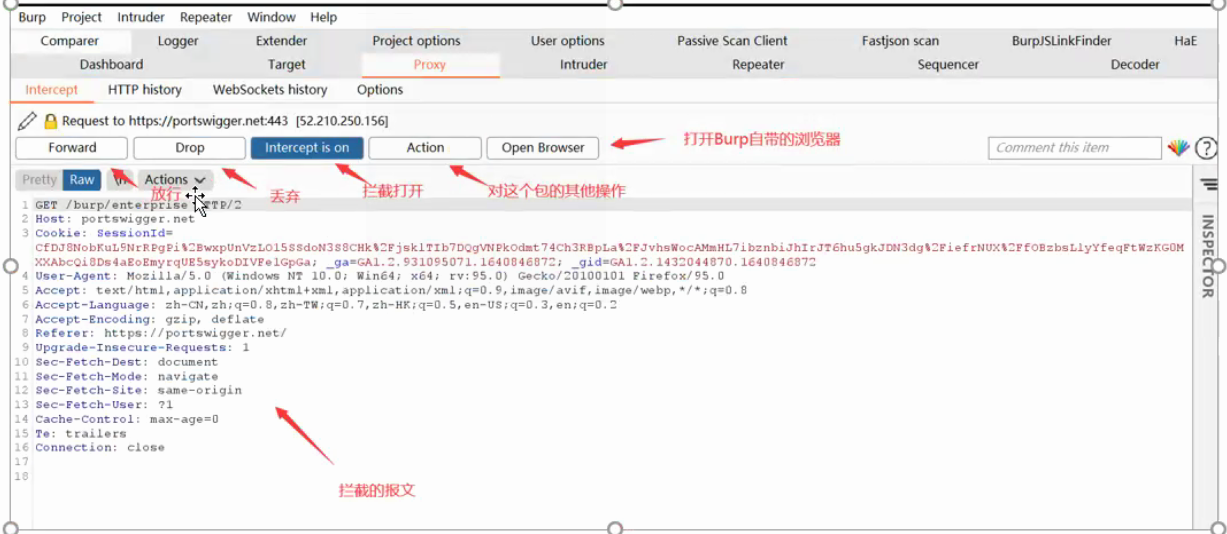 Burp Project Intruder Repeater Window Help
Comparer Logger Extender Project options User options Passive Scan Client Fastjson scan BurpJSLinkFinder HaE
Dashboard Target Proxy Intruder Repeater Sequencer Decoder
Intercept HTTP history WebSockets history Options
Request to https://portswigger.net:443 [52.210.250.156]
打开Burp自带的浏览器
Forward Drop Intercept is on Action Open Browser Comment this item
Pretty Raw \n Actions
放行 丢弃 拦截打开 对这个包的其他操作
1 GET /burp/enterprise HTTP/2
2 Host: portswigger.net
3 Cookie: SessionId=
_ga=GA1.2.931095071.1640846872; _gid=GA1.2.1432044870.1640846872
4 User-Agent: Mozilla/5.0 (Windows NT 10.0; Win64; x64; rv:95.0) Gecko/20100101 Firefox/95.0
5 Accept: text/html,application/xhtml+xml,application/xml;q=0.9,image/avif,image/webp,*/*;q=0.8
6 Accept-Language: zh-CN,zh;q=0.8,zh-TW;q=0.7,zh-HK;q=0.5,en-US;q=0.3,en;q=0.2
7 Accept-Encoding: gzip, deflate
8 Referer: https://portswigger.net/
9 Upgrade-Insecure-Requests: 1
10 Sec-Fetch-Dest: document
11 Sec-Fetch-Mode: navigate
12 Sec-Fetch-Site: same-origin
13 Sec-Fetch-User: ?1
14 Cache-Control: max-age=0
15 Te: trailers
16 Connection: close
17
18
拦截的报文
INSPECTOR